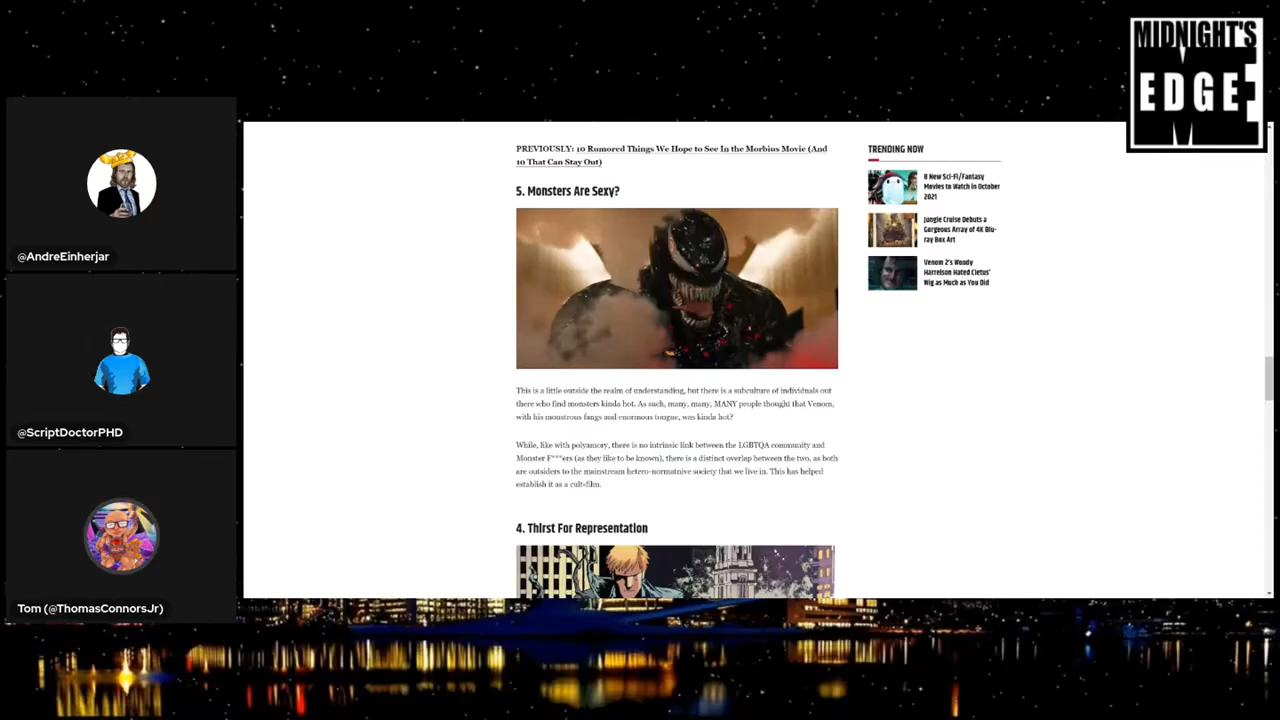 MIDNIGHT'S
EDGE
@AndreEinherjar
@ScriptDoctorPHD
Tom (@ThomasConnorsJr)
PREVIOUSLY: 10 Rumored Things We Hope to See In the Morbius Movie (And
10 That Can Stay Out)
5. Monsters Are Sexy?
This is a little outside the realm of understanding, but there is a subculture of individuals out
there who find monsters kinda hot. As such, many, many, MANY people thought that Venom,
with his monstrous fangs and enormous tongue, was kinda hot?
While, like with polyamory, there is no intrinsic link between the LGBTQA community and
Monster F***ers (as they like to be known), there is a distinct overlap between the two, as both
are outsiders to the mainstream hetero-normative society that we live in. This has helped
establish it as a cult-film.
4. Thirst For Representation
TRENDING NOW
8 New Sci-Fi/Fantasy
Movies to Watch in October
2021
Jungle Cruise Debuts a
Gorgeous Array of 4K Blu-
ray Box Art
Venom 2's Woody
Harrelson Hated Cletus'
Wig as Much as You Did